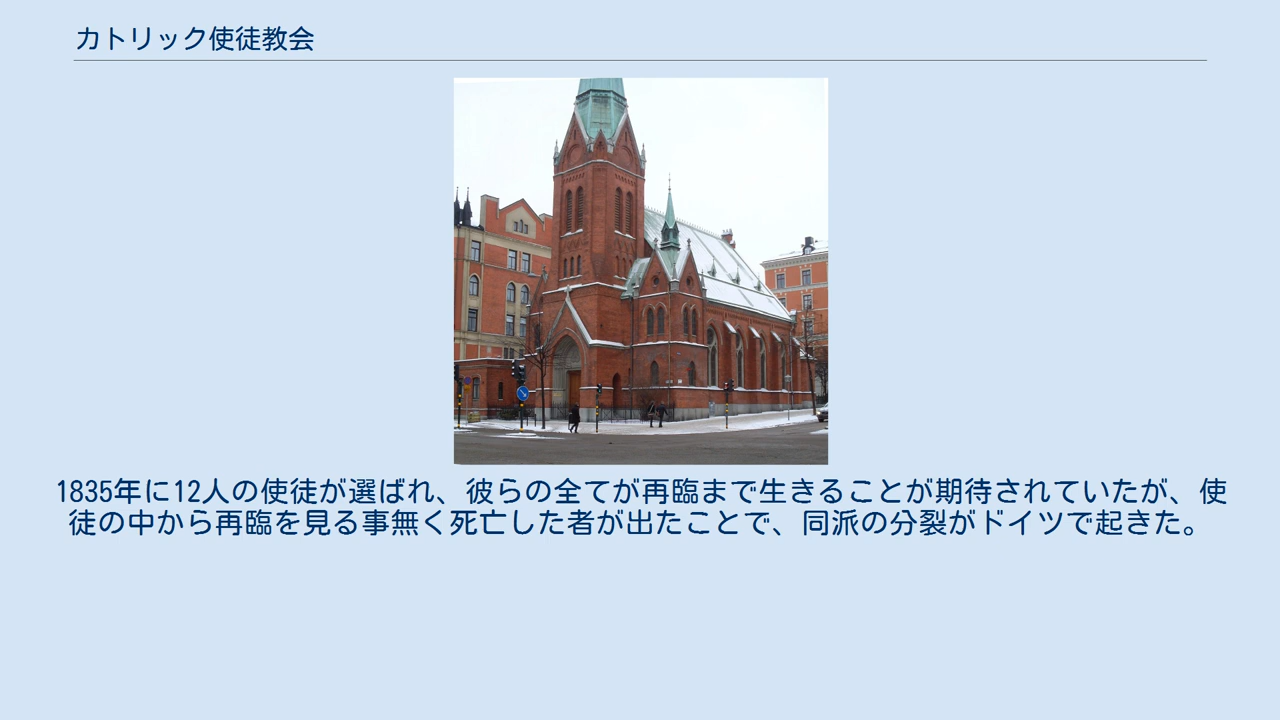 カトリック使徒教会
1835年に12人の使徒が選ばれ、彼らの全てが再臨まで生きることが期待されていたが、使
徒の中から再臨を見る事無く死亡した者が出たことで、同派の分裂がドイツで起きた。